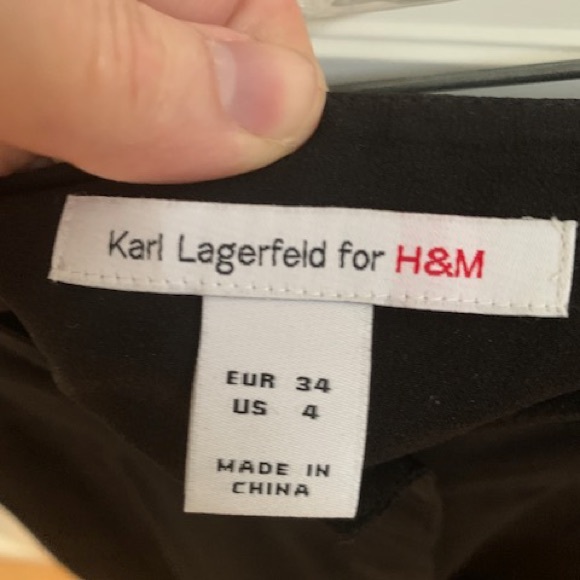 Karl Lagerfeld for H&M
EUR 34
US 4
MADE IN
CHINA